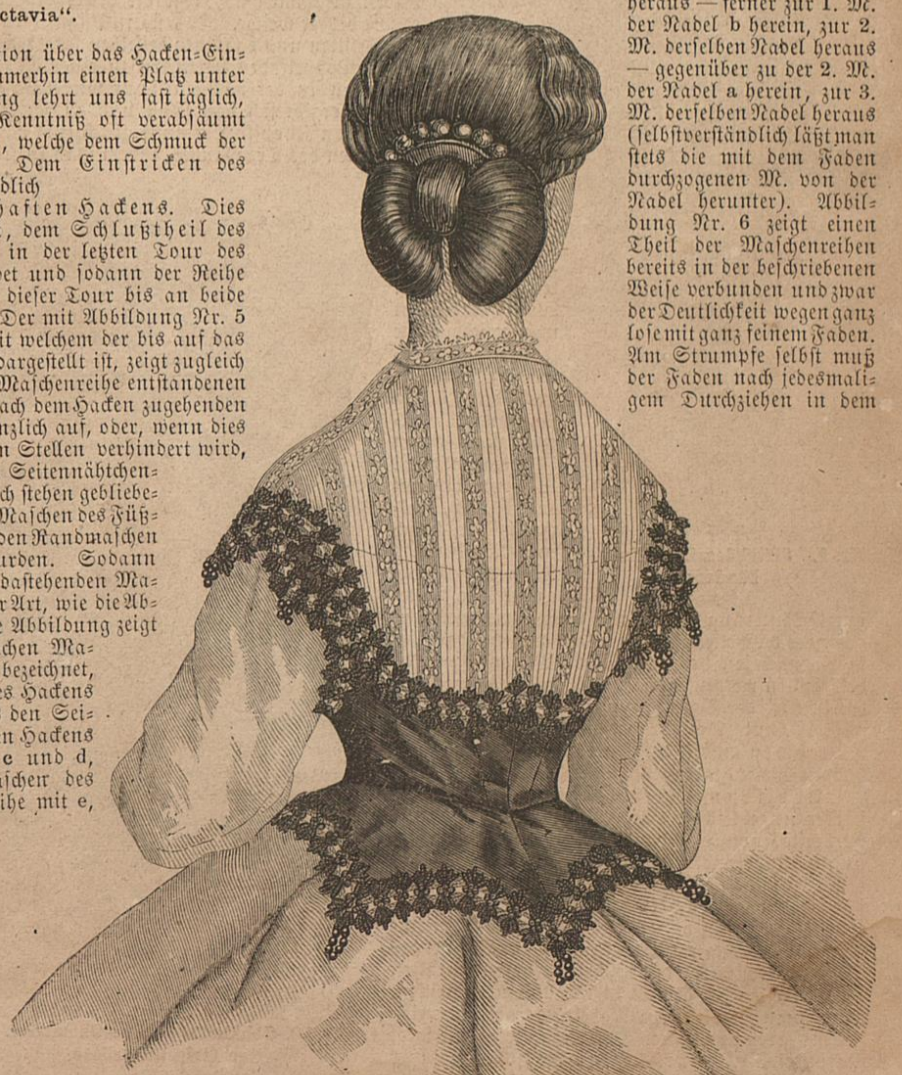 ctavia“.
tion über das Hacken-Ein-
mmerhin einen Platz unter
ng lehrt uns fast täglich,
Kenntniß oft verabsäumt
, welche dem Schmuck der
Dem Einstricken des
dlich
haften Hackens. Dies
, dem Schlußtheil des
in der letzten Tour des
et und sodann der Reihe
dieser Tour bis an beide
Der mit Abbildung Nr. 5
it welchem der bis auf das
dargestellt ist, zeigt zugleich
Maschenreihe entstandenen
ach dem Hacken zugehenden
nzlich auf, oder, wenn dies
n Stellen verhindert wird,
Seitennähtchen-
ch stehen gebliebe-
Maschen des Füß-
den Randmaschen
urden. Sodann
dastehenden Ma-
r Art, wie die Ab-
e Abbildung zeigt
chen Ma-
bezeichnet,
es Hackens
den Sei-
n Hackens
c und d,
aschen des
ihe mit e,
heraus — ferner zur 1. M.
der Nadel b herein, zur 2.
M. derselben Nadel heraus
— gegenüber zu der 2. M.
der Nadel a herein, zur 3.
M. derselben Nadel heraus
(selbstverständlich läßt man
stets die mit dem Faden
durchzogenen M. von der
Nadel herunter). Abbil-
dung Nr. 6 zeigt einen
Theil der Maschenreihen
bereits in der beschriebenen
Weise verbunden und zwar
der Deutlichkeit wegen ganz
lose mit ganz feinem Faden.
Am Strumpfe selbst muß
der Faden nach jedesmali-
gem Durchziehen in dem